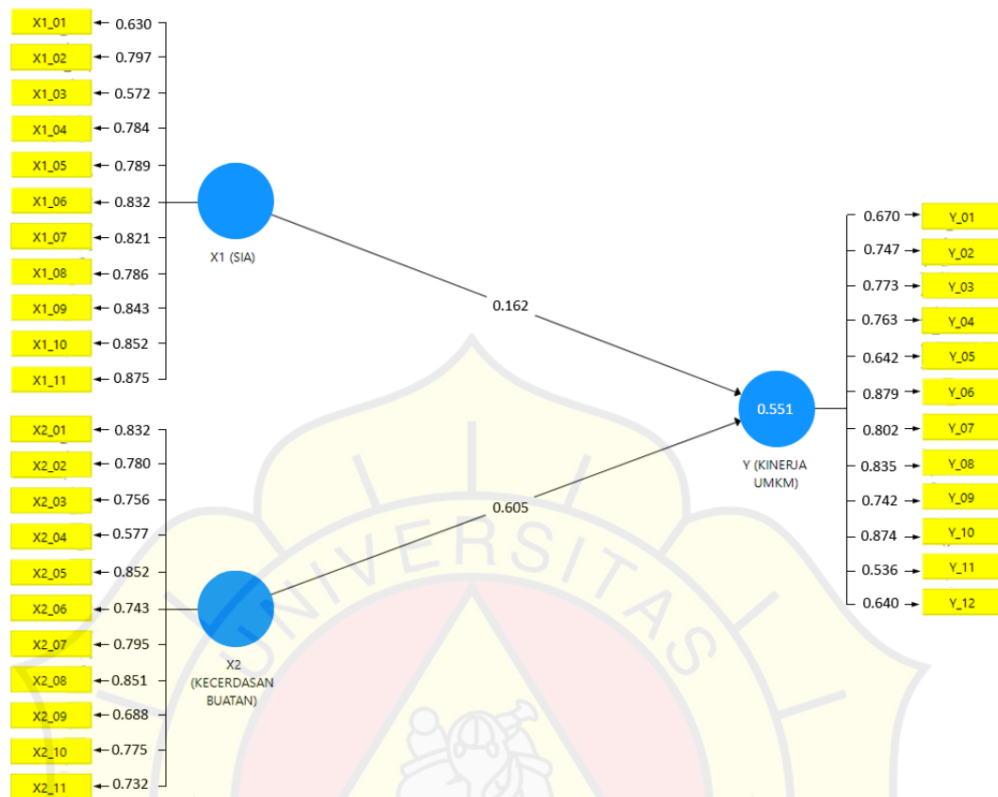 X1_01 0.630
X1_02 0.797
X1_03 0.572
X1_04 0.784
X1_05 0.789
X1_06 0.832
X1_07 0.821
X1_08 0.786
X1_09 0.843
X1_10 0.852
X1_11 0.875
X1 (SIA)
X2_01 0.832
X2_02 0.780
X2_03 0.756
X2_04 0.577
X2_05 0.852
X2_06 0.743
X2_07 0.795
X2_08 0.851
X2_09 0.688
X2_10 0.775
X2_11 0.732
X2
(KECERDASAN
BUATAN)
0.162
0.605
0.551
Y (KINERJA
UMKM)
0.670 Y_01
0.747 Y_02
0.773 Y_03
0.763 Y_04
0.642 Y_05
0.879 Y_06
0.802 Y_07
0.835 Y_08
0.742 Y_09
0.874 Y_10
0.536 Y_11
0.640 Y_12
UNIVERSITAS